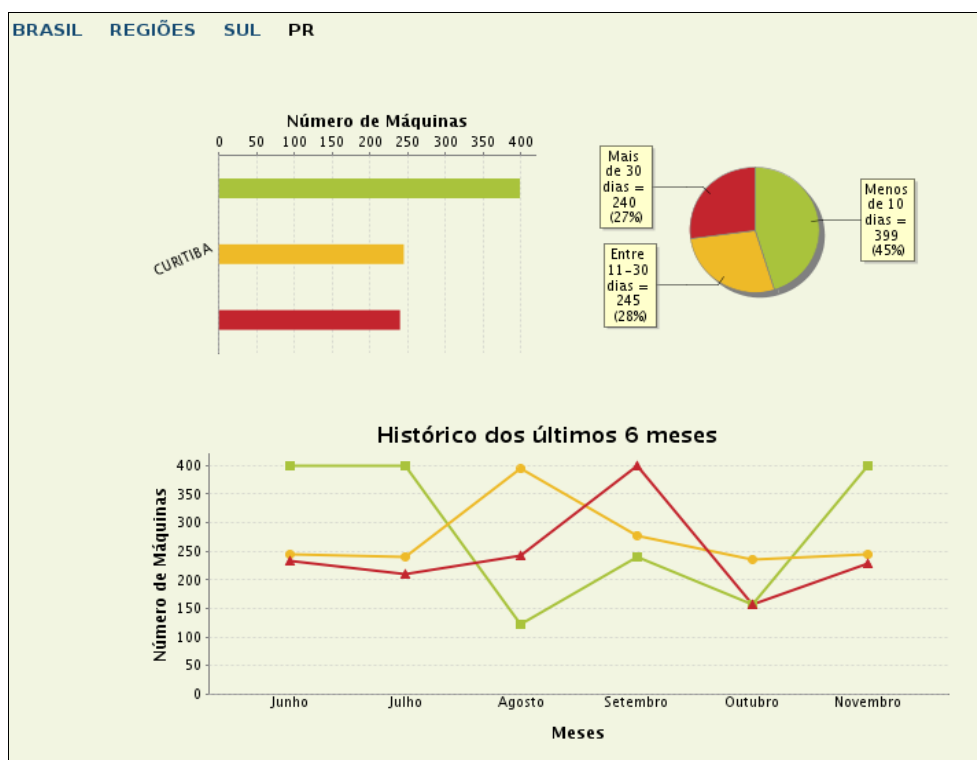 BRASIL REGIÕES SUL PR
Número de Máquinas
0 50 100 150 200 250 300 350 400
CURITIBA
Mais
de 30
dias =
240
(27%)
Menos
de 10
dias =
399
(45%)
Entre
11-30
dias =
245
(28%)
Histórico dos últimos 6 meses
Número de Máquinas
400
350
300
250
200
150
100
50
0
Junho Julho Agosto Setembro Outubro Novembro
Meses